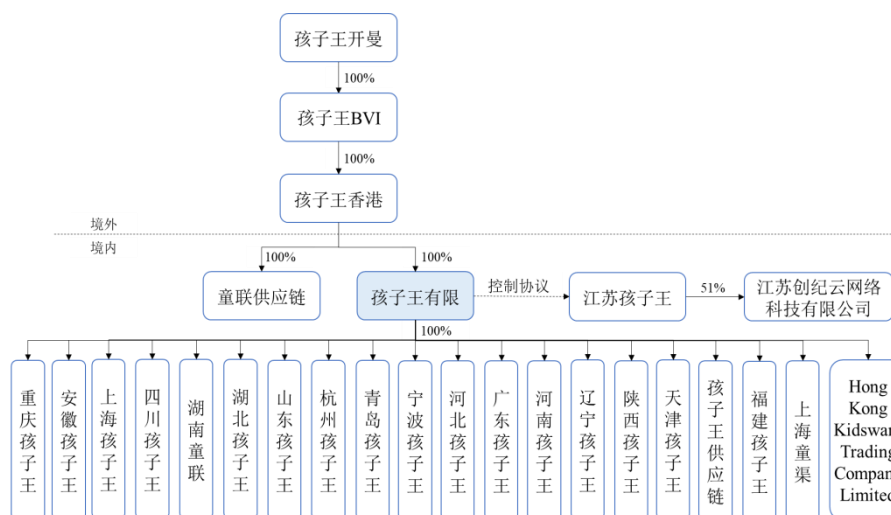 孩子王开曼
100%
孩子王BVI
100%
孩子王香港
境外
境内
100%
100%
童联供应链
孩子王有限
控制协议
江苏孩子王
51%
江苏创纪云网络
科技有限公司
100%
重庆孩子王
安徽孩子王
上海孩子王
四川孩子王
湖南童联
湖北孩子王
山东孩子王
杭州孩子王
青岛孩子王
宁波孩子王
河北孩子王
广东孩子王
河南孩子王
辽宁孩子王
陕西孩子王
天津孩子王
孩子王供应链
福建孩子王
上海童渠
Hong
Kong
Kidswan
Trading
Compan
Limited